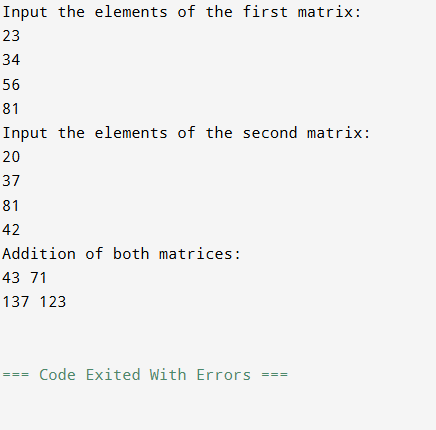 Input the elements of the first matrix:
23
34
56
81
Input the elements of the second matrix:
20
37
81
42
Addition of both matrices:
43 71
137 123
=== Code Exited With Errors ===